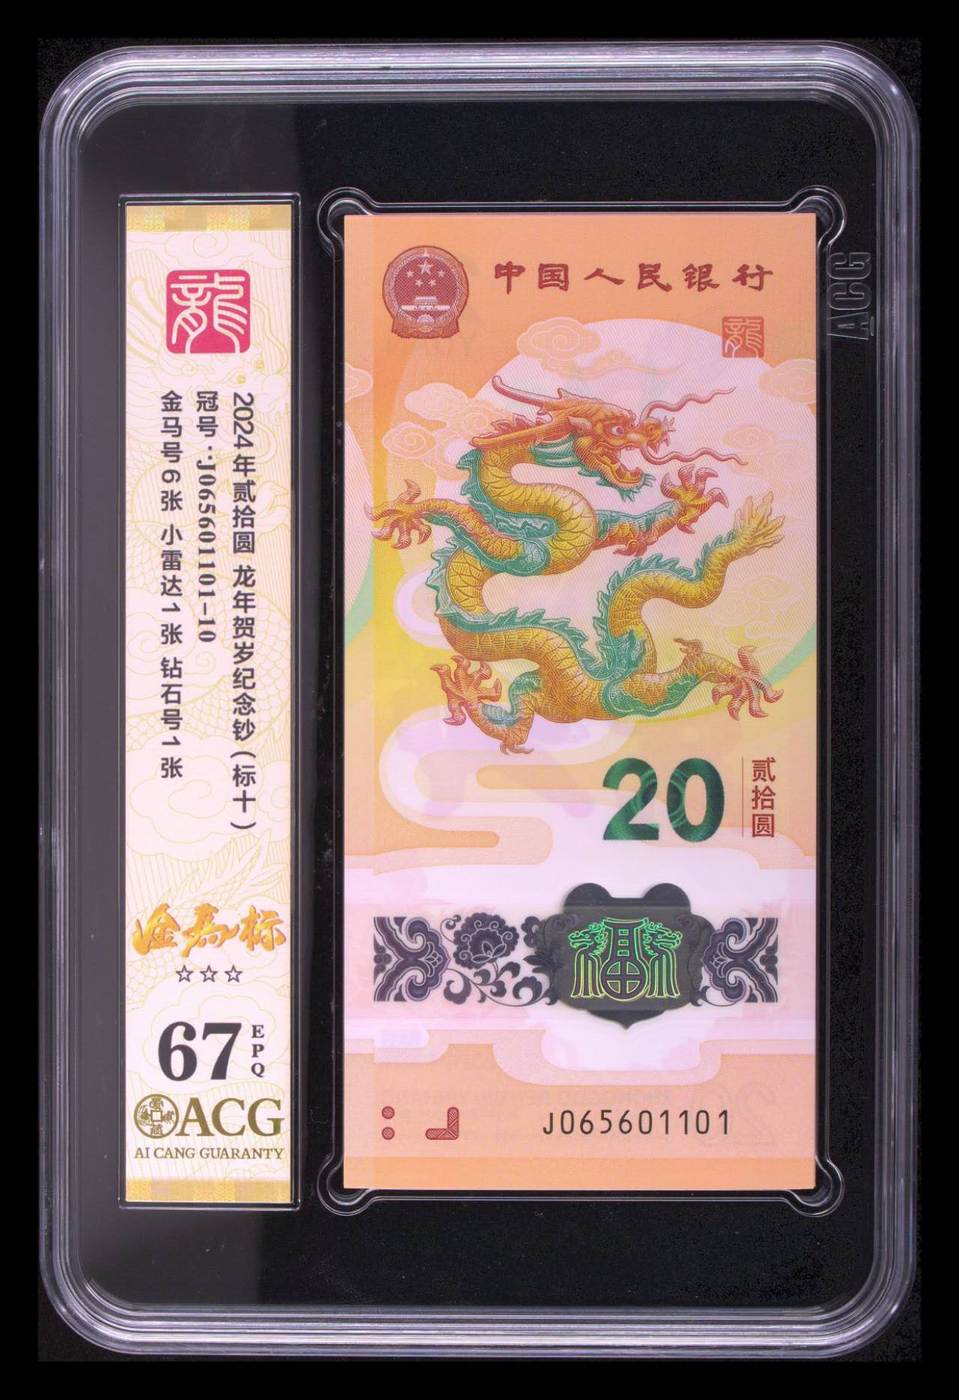 龍
2024年贰拾圆 龙年贺岁纪念钞(标十)
冠号:J065601101-10
金马号6张 小雷达1张 钻石号1张
金马标
☆☆☆
67 EPQ
ACG
AI CANG GUARANTY
中国人民银行
龍
20
贰拾圆
福
J065601101
ACG